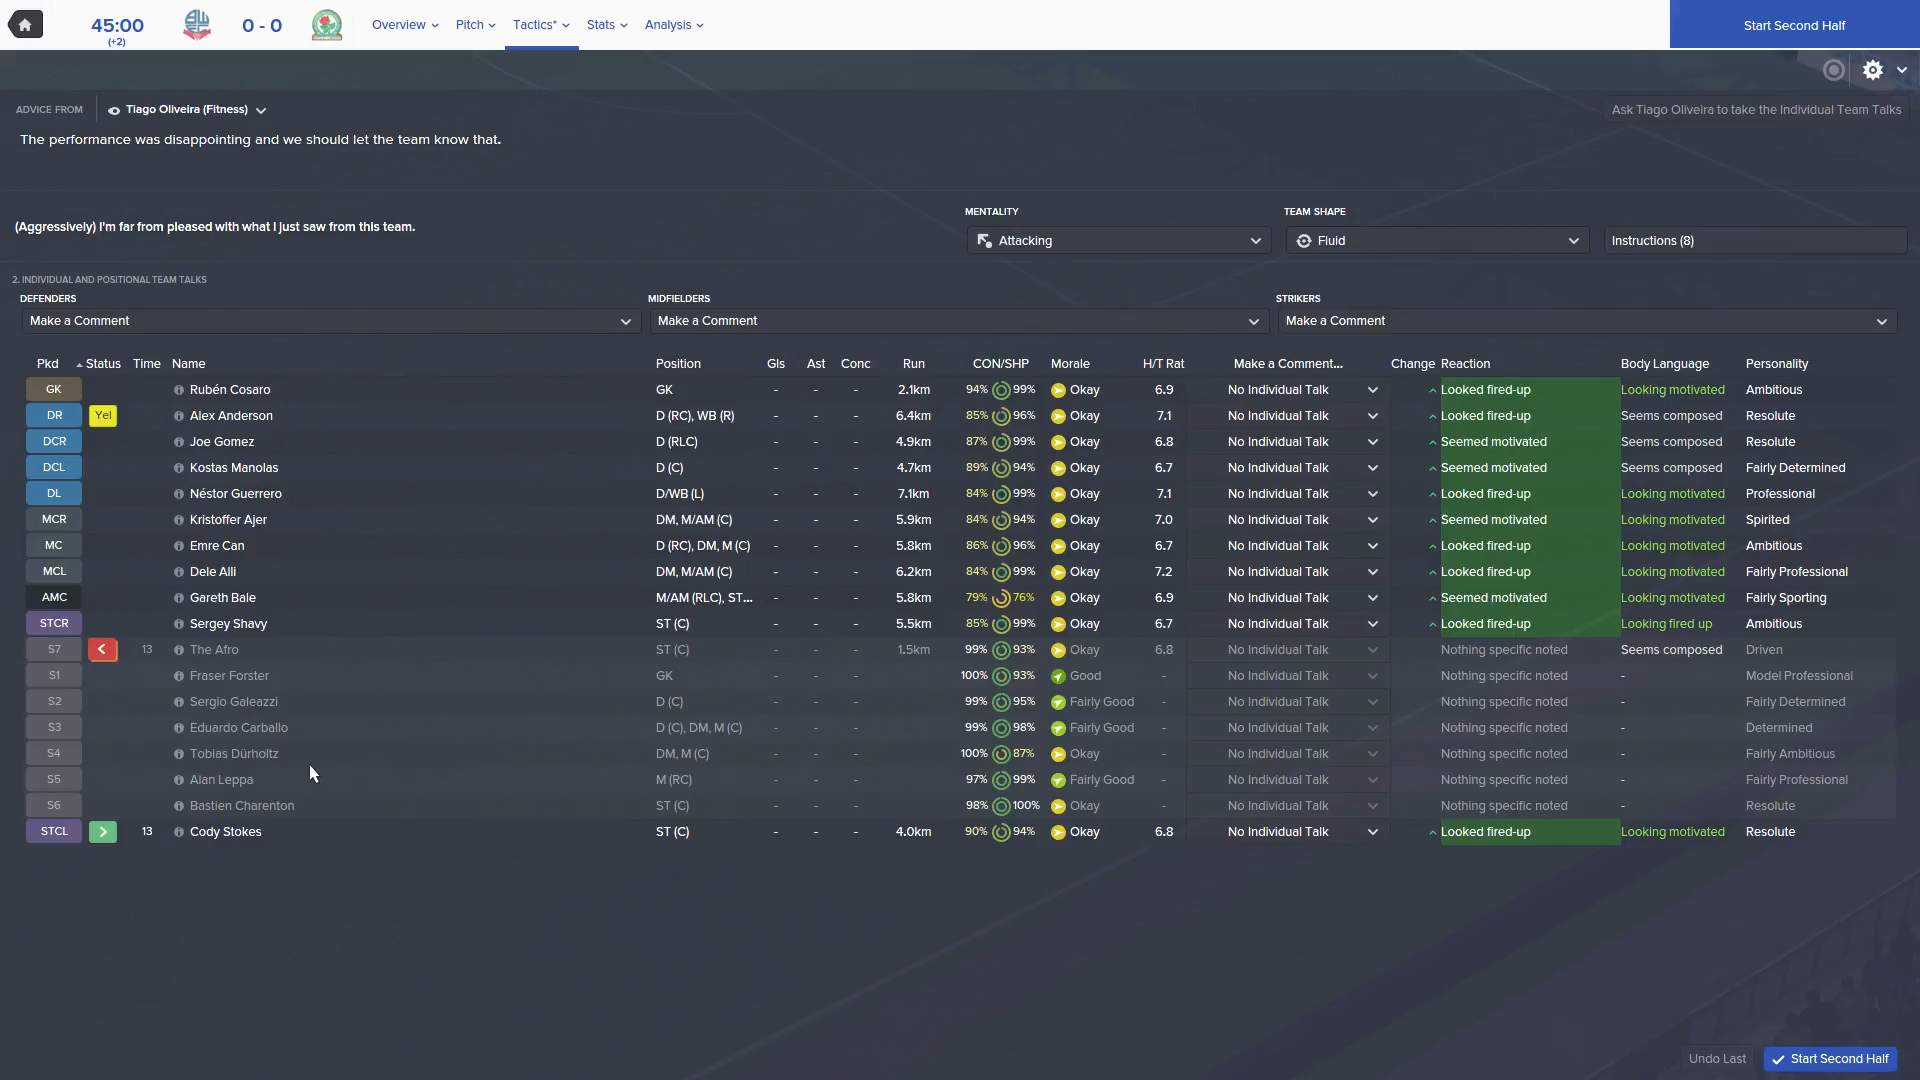 45:00 (+2) 0 - 0 Overview Pitch Tactics* Stats Analysis Start Second Half
ADVICE FROM Tiago Oliveira (Fitness) Ask Tiago Oliveira to take the Individual Team Talks
The performance was disappointing and we should let the team know that.
MENTALITY TEAM SHAPE
(Aggressively) I'm far from pleased with what I just saw from this team.
Attacking Fluid Instructions (8)
2. INDIVIDUAL AND POSITIONAL TEAM TALKS
DEFENDERS MIDFIELDERS STRIKERS
Make a Comment Make a Comment Make a Comment
Pkd Status Time Name Position Gls Ast Conc Run CON/SHP Morale H/T Rat Make a Comment... Change Reaction Body Language Personality
GK Rubén Cosaro GK - - - 2.1km 94% 99% Okay 6.9 No Individual Talk Looked fired-up Looking motivated Ambitious
DR Yel Alex Anderson D (RC), WB (R) - - - 6.4km 85% 96% Okay 7.1 No Individual Talk Looked fired-up Seems composed Resolute
DCR Joe Gomez D (RLC) - - - 4.9km 87% 99% Okay 6.8 No Individual Talk Seemed motivated Seems composed Resolute
DCL Kostas Manolas D (C) - - - 4.7km 89% 94% Okay 6.7 No Individual Talk Seemed motivated Seems composed Fairly Determined
DL Néstor Guerrero D/WB (L) - - - 7.1km 84% 99% Okay 7.1 No Individual Talk Looked fired-up Looking motivated Professional
MCR Kristoffer Ajer DM, M/AM (C) - - - 5.9km 84% 94% Okay 7.0 No Individual Talk Seemed motivated Looking motivated Spirited
MC Emre Can D (RC), DM, M (C) - - - 5.8km 86% 96% Okay 6.7 No Individual Talk Looked fired-up Looking motivated Ambitious
MCL Dele Alli DM, M/AM (C) - - - 6.2km 84% 99% Okay 7.2 No Individual Talk Looked fired-up Looking motivated Fairly Professional
AMC Gareth Bale M/AM (RLC), ST... - - - 5.8km 79% 76% Okay 6.9 No Individual Talk Seemed motivated Looking motivated Fairly Sporting
STCR Sergey Shavy ST (C) - - - 5.5km 85% 99% Okay 6.7 No Individual Talk Looked fired-up Looking fired up Ambitious
S7 13 The Afro ST (C) - - - 1.5km 99% 93% Okay 6.8 No Individual Talk Nothing specific noted Seems composed Driven
S1 Fraser Forster GK - - - 100% 93% Good - No Individual Talk Nothing specific noted - Model Professional
S2 Sergio Galeazzi D (C) - - - 99% 95% Fairly Good - No Individual Talk Nothing specific noted - Fairly Determined
S3 Eduardo Carballo D (C), DM, M (C) - - - 99% 98% Fairly Good - No Individual Talk Nothing specific noted - Determined
S4 Tobias Dürholtz DM, M (C) - - - 100% 87% Okay - No Individual Talk Nothing specific noted - Fairly Ambitious
S5 Alan Leppa M (RC) - - - 97% 99% Fairly Good - No Individual Talk Nothing specific noted - Fairly Professional
S6 Bastien Charenton ST (C) - - - 98% 100% Okay - No Individual Talk Nothing specific noted - Resolute
STCL 13 Cody Stokes ST (C) - - - 4.0km 90% 94% Okay 6.8 No Individual Talk Looked fired-up Looking motivated Resolute
Undo Last Start Second Half